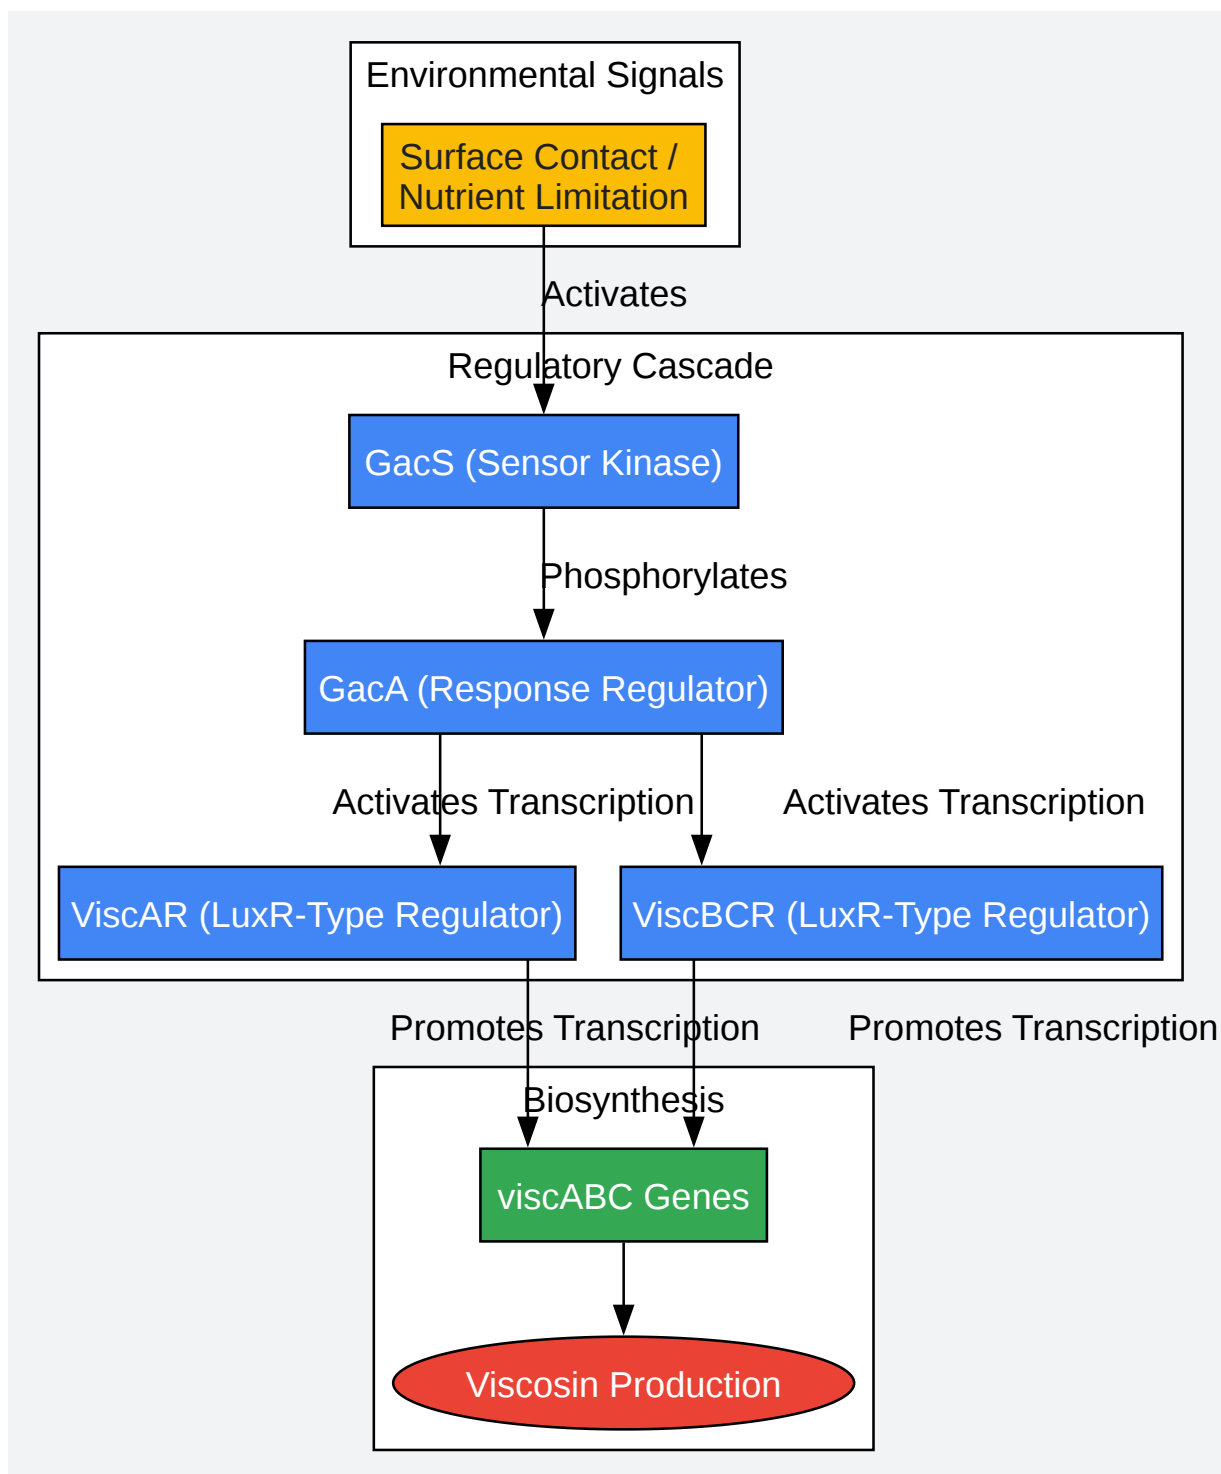 Environmental Signals
Surface Contact /
Nutrient Limitation
Activates
Regulatory Cascade
GacS (Sensor Kinase)
Phosphorylates
GacA (Response Regulator)
Activates Transcription
Activates Transcription
ViscAR (LuxR-Type Regulator)
ViscBCR (LuxR-Type Regulator)
Promotes Transcription
Promotes Transcription
Biosynthesis
viscABC Genes
Viscosin Production